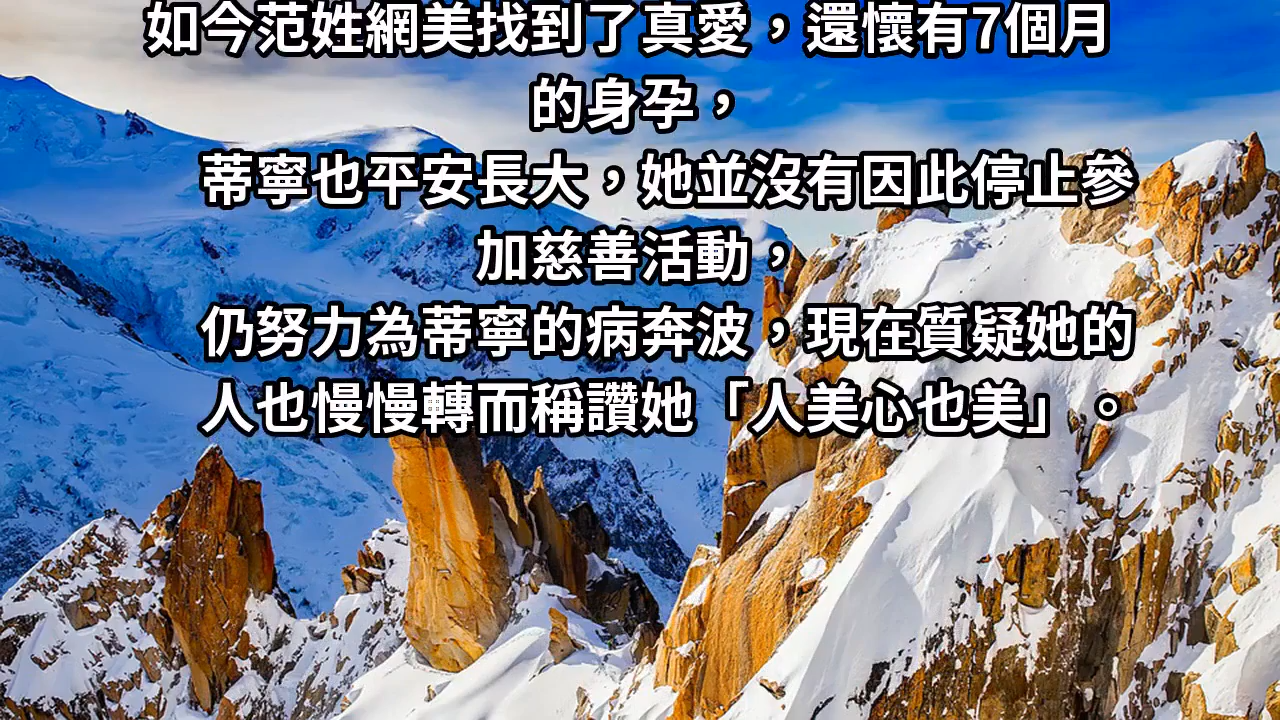 如今范姓網美找到了真愛，還懷有7個月
的身孕，
蒂寧也平安長大，她並沒有因此停止參
加慈善活動，
仍努力為蒂寧的病奔波，現在質疑她的
人也慢慢轉而稱讚她「人美心也美」。